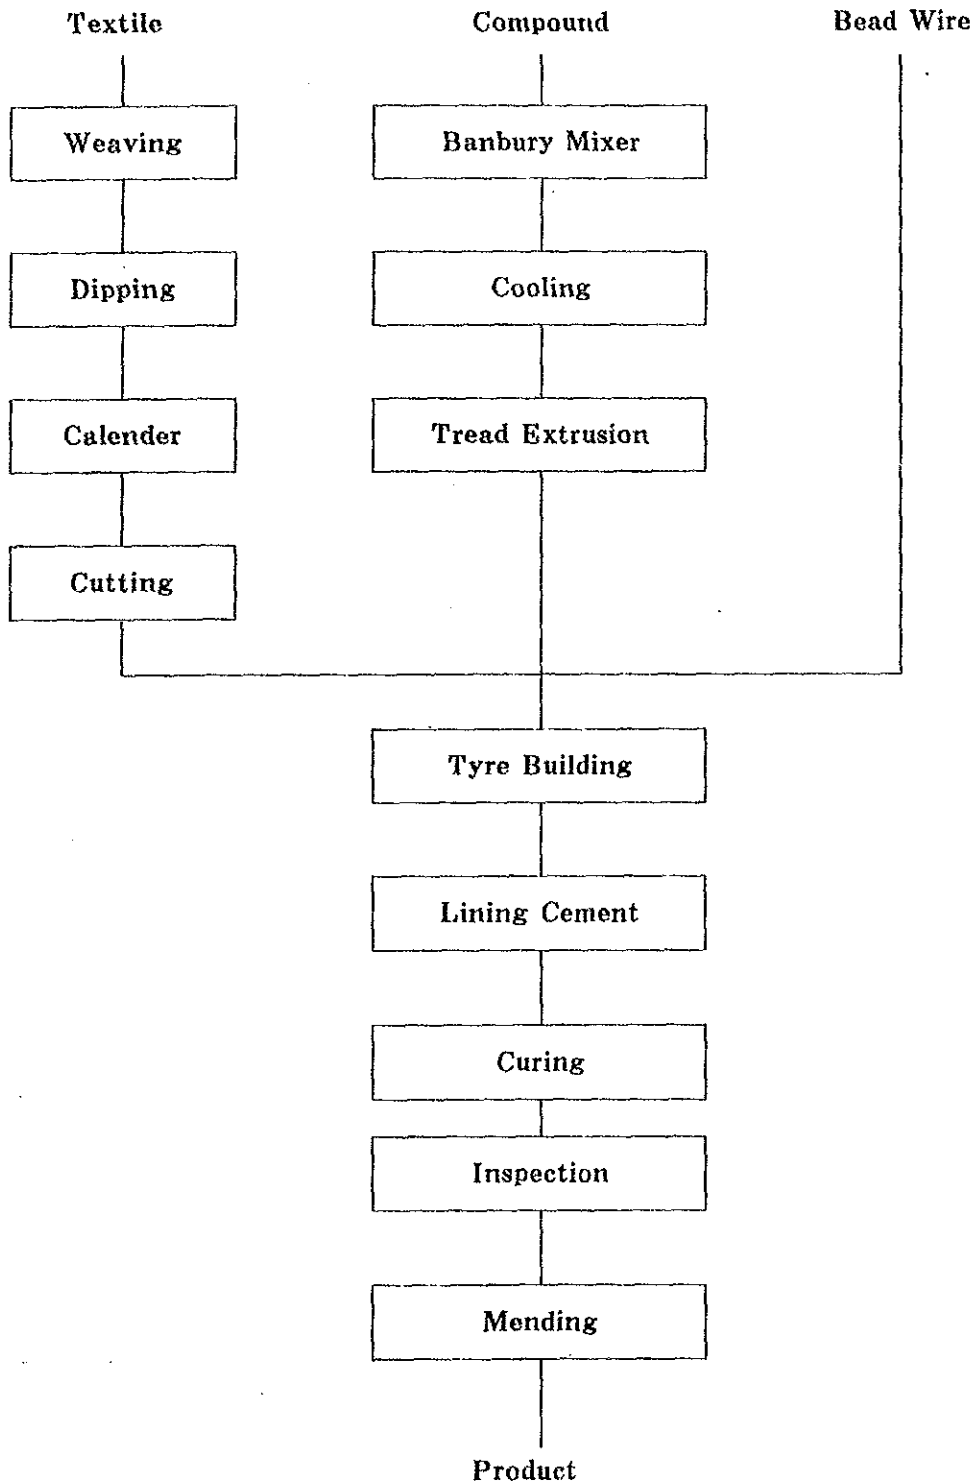 Textile
Compound
Bead Wire
Weaving
Banbury Mixer
Dipping
Cooling
Calender
Tread Extrusion
Cutting
Tyre Building
Lining Cement
Curing
Inspection
Mending
Product